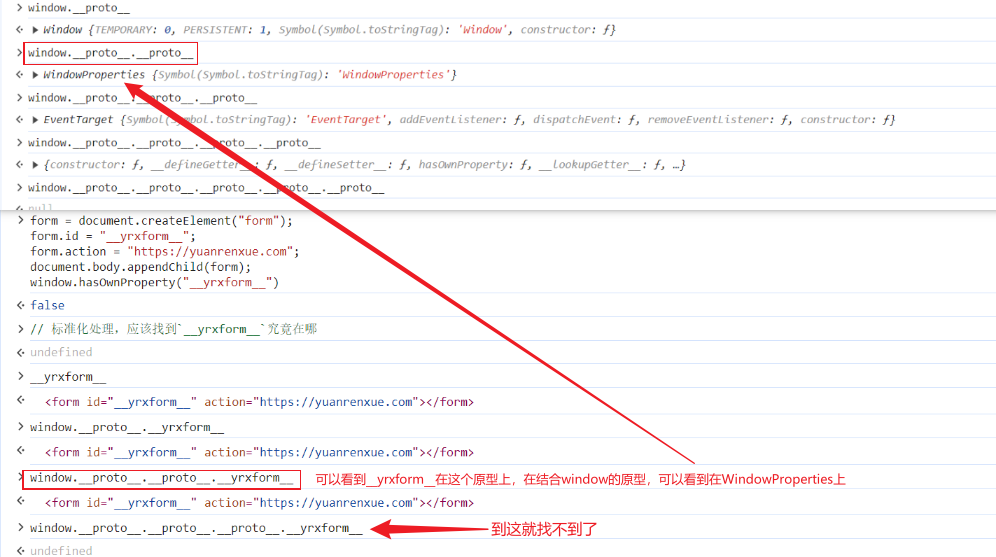 > window.__proto__
<· ▶ Window {TEMPORARY: 0, PERSISTENT: 1, Symbol(Symbol.toStringTag): 'Window', constructor: ƒ}
> window.__proto__.__proto__
<· ▶ WindowProperties {Symbol(Symbol.toStringTag): 'WindowProperties'}
> window.__proto__.__proto__.__proto__
<· ▶ EventTarget {Symbol(Symbol.toStringTag): 'EventTarget', addEventListener: ƒ, dispatchEvent: ƒ, removeEventListener: ƒ, constructor: ƒ}
> window.__proto__.__proto__.__proto__.__proto__
<· ▶ {constructor: ƒ, __defineGetter__: ƒ, __defineSetter__: ƒ, hasOwnProperty: ƒ, __lookupGetter__: ƒ, …}
> window.__proto__.__proto__.__proto__.__proto__.__proto__
<· null
> form = document.createElement("form");
form.id = "__yrxform__";
form.action = "https://yuanrenxue.com";
document.body.appendChild(form);
window.hasOwnProperty("__yrxform__")
<· false
> // 标准化处理，应该找到`__yrxform__`究竟在哪
<· undefined
> __yrxform__
<· <form id="__yrxform__" action="https://yuanrenxue.com"></form>
> window.__proto__.__yrxform__
<· <form id="__yrxform__" action="https://yuanrenxue.com"></form>
> window.__proto__.__proto__.__yrxform__ 可以看到__yrxform__在这个原型上，在结合window的原型，可以看到在WindowProperties上
<· <form id="__yrxform__" action="https://yuanrenxue.com"></form>
> window.__proto__.__proto__.__proto__.__yrxform__ 到这就找不到了
<· undefined